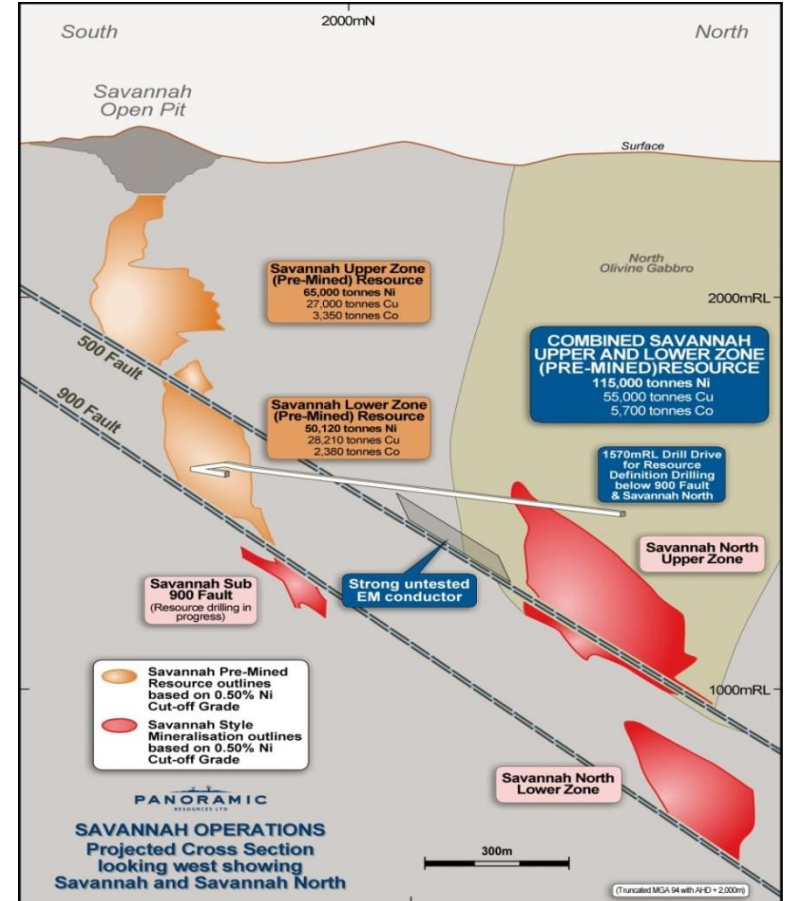 2000mN
South
North
Savannah
Open Pit
Surface
North
Olivine Gabbro
Savannah Upper Zone
(Pre-Mined) Resource
65,000 tonnes Ni
27,000 tonnes Cu
3,350 tonnes Co
2000mRL
500 Fault
COMBINED SAVANNAH
UPPER AND LOWER ZONE
(PRE-MINED)RESOURCE
115,000 tonnes Ni
55,000 tonnes Cu
5,700 tonnes Co
900 Fault
Savannah Lower Zone
(Pre-Mined) Resource
50,120 tonnes Ni
28,210 tonnes Cu
2,380 tonnes Co
1570mRL Drill Drive
for Resource
Definition Drilling
below 900 Fault
& Savannah North
Savannah North
Upper Zone
Savannah Sub
900 Fault
(Resource drilling in
progress)
Strong untested
EM conductor
Savannah Pre-Mined
Resource outlines
based on 0.50% Ni
Cut-off Grade
Savannah Style
Mineralisation outlines
based on 0.50% Ni
Cut-off Grade
1000mRL
Savannah North
Lower Zone
PANORAMIC
RESOURCES LTD
SAVANNAH OPERATIONS
Projected Cross Section
looking west showing
Savannah and Savannah North
300m
(Truncated MGA 94 with AHD + 2,000m)